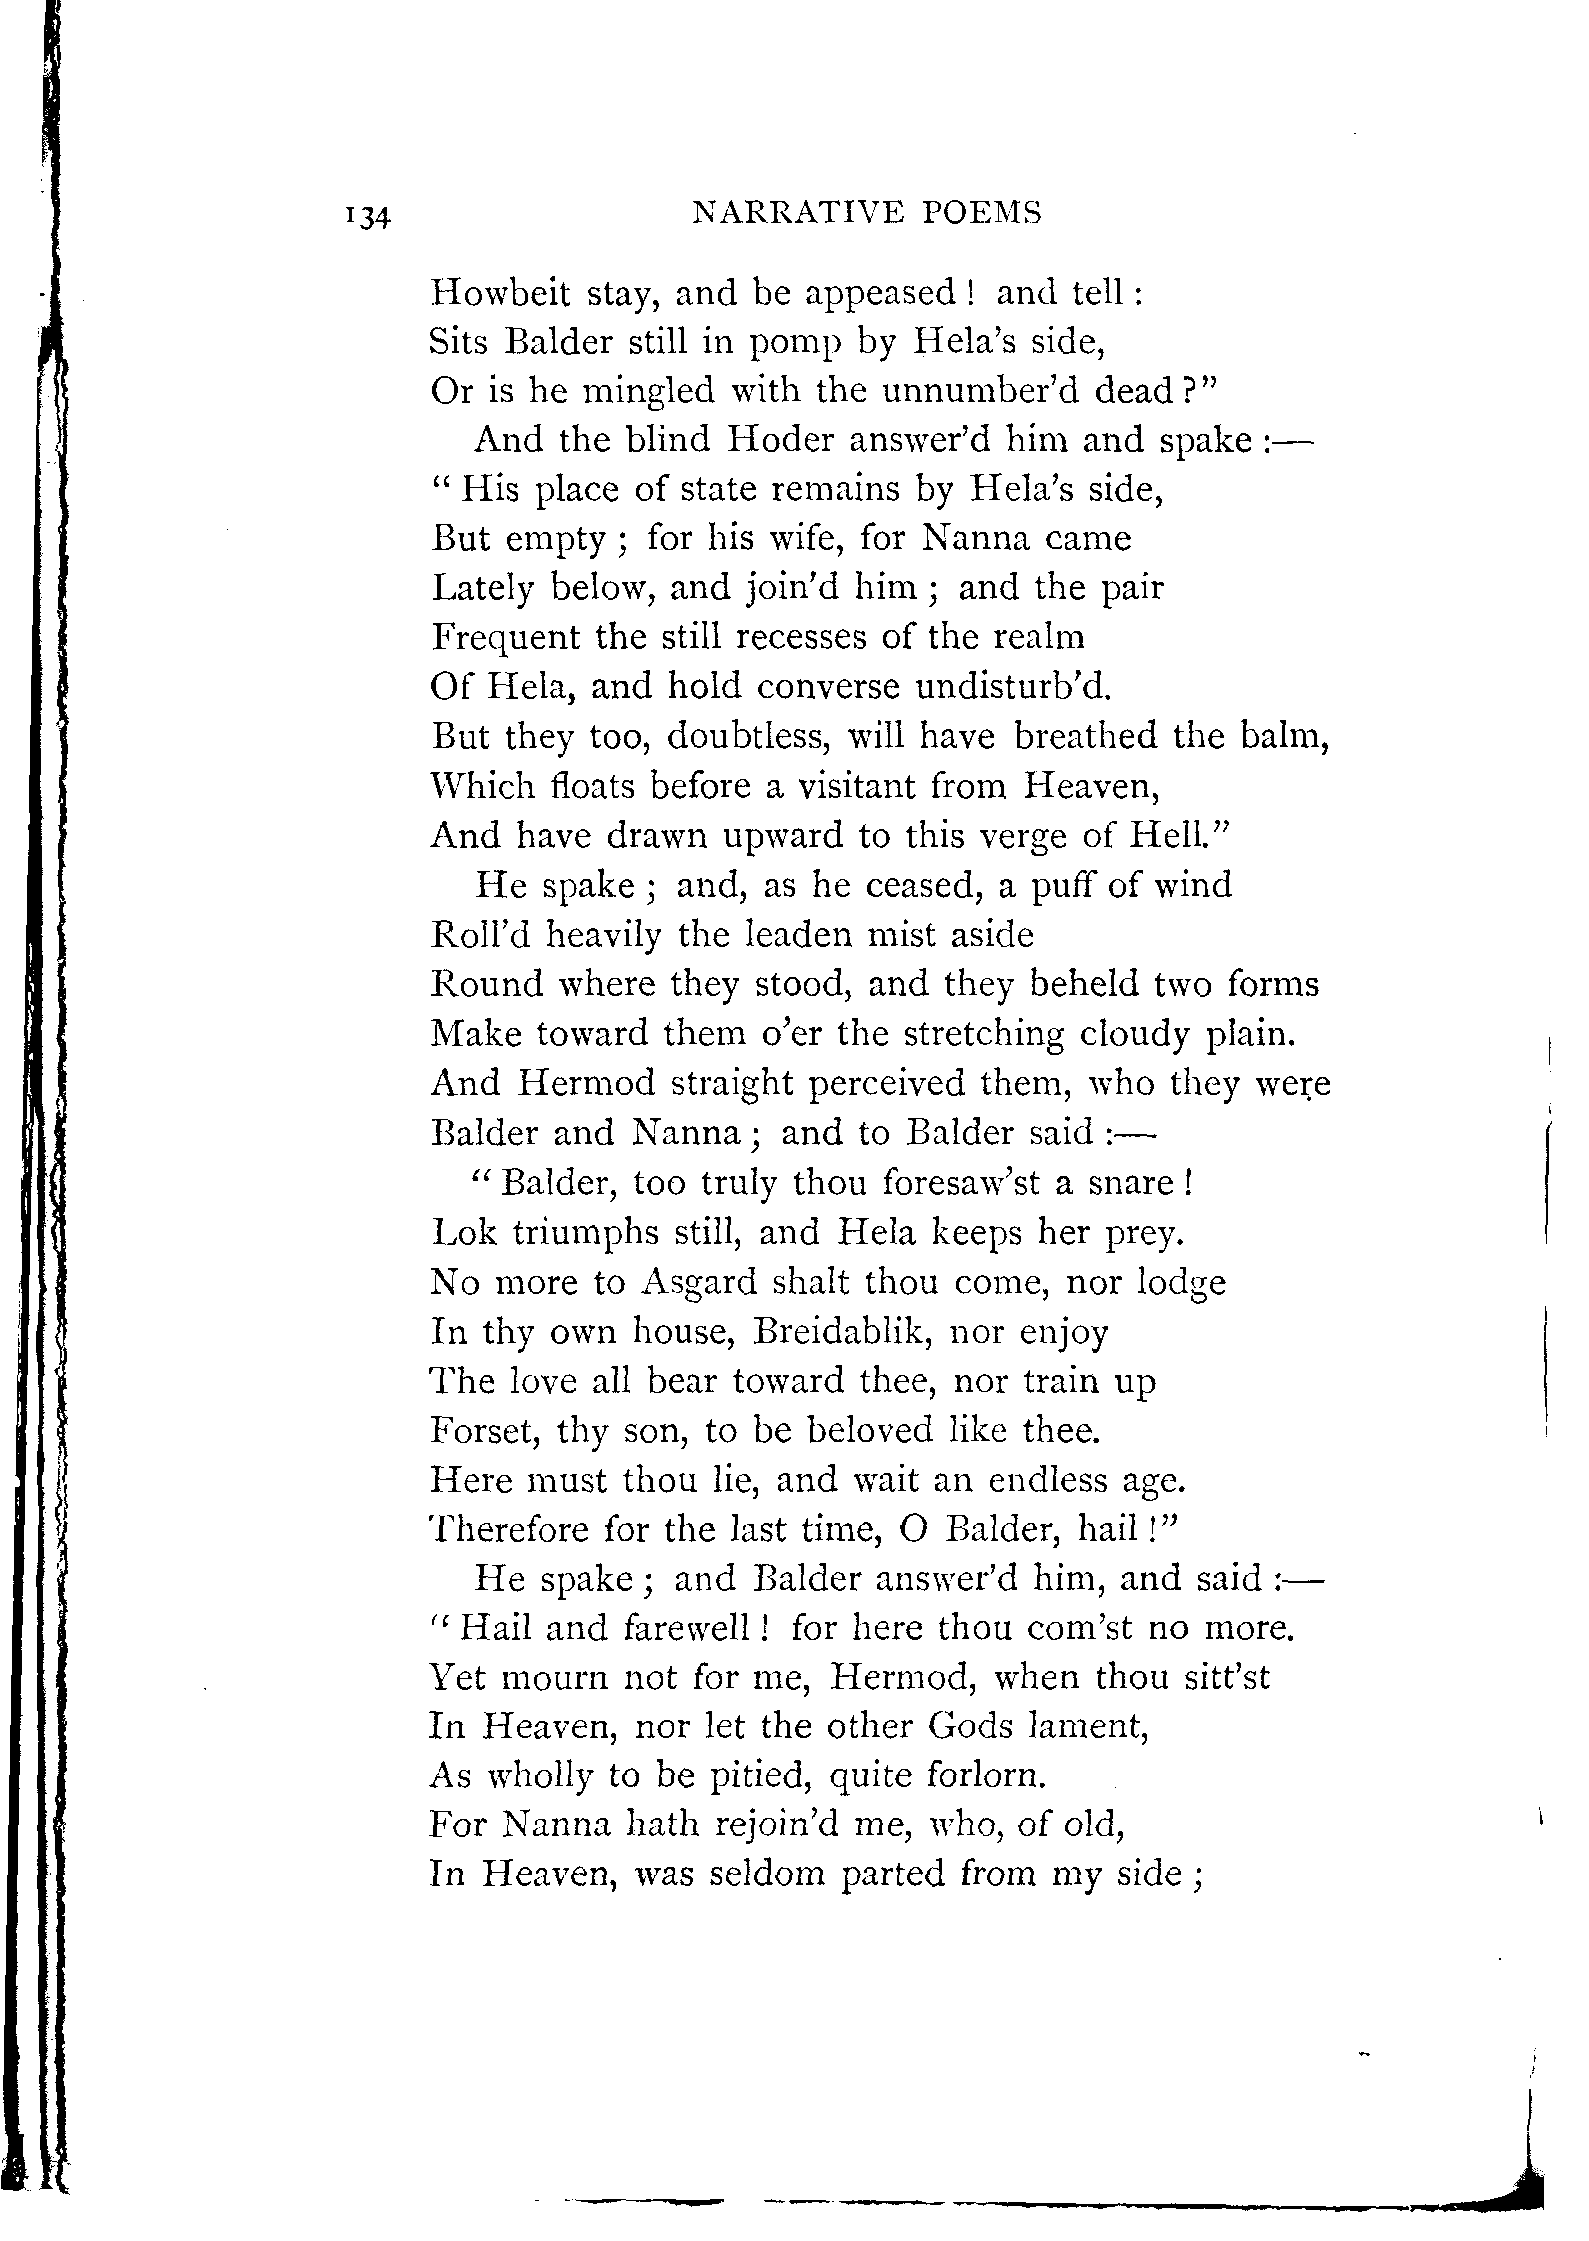 134 NARRATIVE POEMS
Howbeit stay, and be appeased ! and tell :
Sits Balder still in pomp by Hela's side,
Or is he mingled with the unnumber'd dead ?"
And the blind Hoder answer'd him and spake :—
" His place of state remains by Hela's side,
But empty ; for his wife, for Nanna came
Lately below, and join'd him ; and the pair
Frequent the still recesses of the realm
Of Hela, and hold converse undisturb'd.
But they too, doubtless, will have breathed the balm,
Which floats before a visitant from Heaven,
And have drawn upward to this verge of Hell."
He spake ; and, as he ceased, a puff of wind
Roll'd heavily the leaden mist aside
Round where they stood, and they beheld two forms
Make toward them o'er the stretching cloudy plain.
And Hermod straight perceived them, who they were
Balder and Nanna ; and to Balder said :—
" Balder, too truly thou foresaw'st a snare !
Lok triumphs still, and Hela keeps her prey.
No more to Asgard shalt thou come, nor lodge
In thy own house, Breidablik, nor enjoy
The love all bear toward thee, nor train up
Forset, thy son, to be beloved like thee.
Here must thou lie, and wait an endless age.
Therefore for the last time, O Balder, hail !"
He spake ; and Balder answer'd him, and said :—
" Hail and farewell ! for here thou com'st no more.
Yet mourn not for me, Hermod, when thou sitt'st
In Heaven, nor let the other Gods lament,
As wholly to be pitied, quite forlorn.
For Nanna hath rejoin'd me, who, of old,
In Heaven, was seldom parted from my side ;